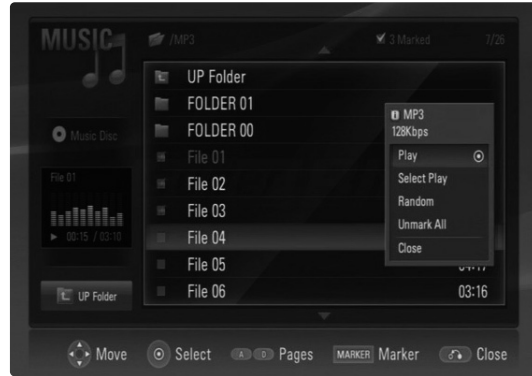 MUSIC
/MP3
3 Marked
7/26
UP Folder
FOLDER 01
FOLDER 00
File 01
File 02
File 03
File 04
File 05
File 06
03:16
MP3
128Kbps
Play
Select Play
Random
Unmark All
Close
Music Disc
File 01
00:15 / 03:10
UP Folder
Move
Select
A D Pages
MARKER Marker
Close